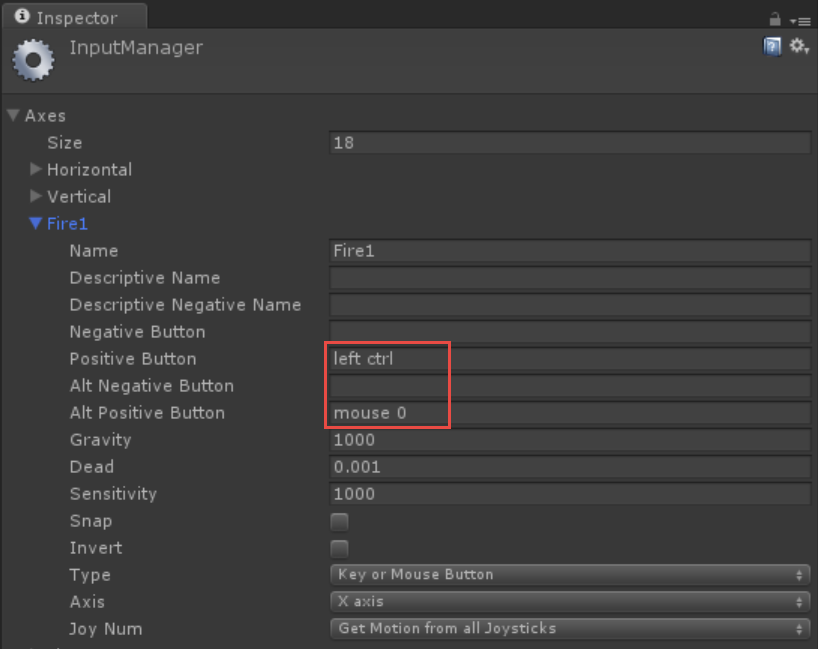 Inspector
InputManager
Axes
Size 18
Horizontal
Vertical
Fire1
Name Fire1
Descriptive Name
Descriptive Negative Name
Negative Button
Positive Button left ctrl
Alt Negative Button
Alt Positive Button mouse 0
Gravity 1000
Dead 0.001
Sensitivity 1000
Snap
Invert
Type Key or Mouse Button
Axis X axis
Joy Num Get Motion from all Joysticks